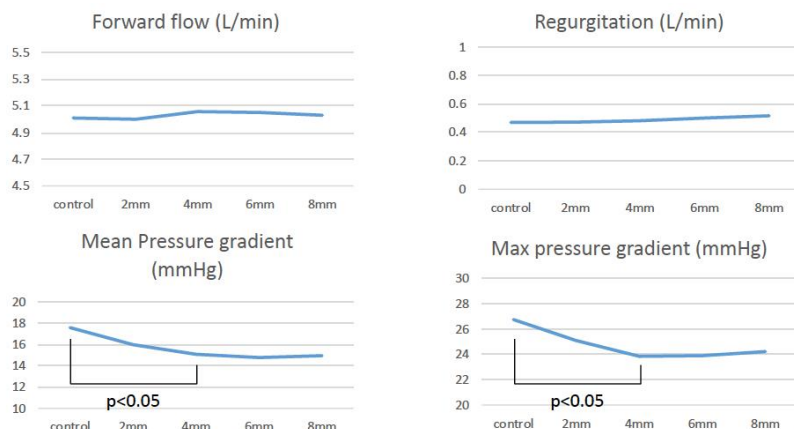 Forward flow (L/min)
5.5
5.3
5.1
4.9
4.7
4.5
control 2mm 4mm 6mm 8mm
Regurgitation (L/min)
1
0.8
0.6
0.4
0.2
0
control 2mm 4mm 6mm 8mm
Mean Pressure gradient
(mmHg)
20
18
16
14
12
10
p<0.05
control 2mm 4mm 6mm 8mm
Max pressure gradient (mmHg)
30
28
26
24
22
20
p<0.05
control 2mm 4mm 6mm 8mm